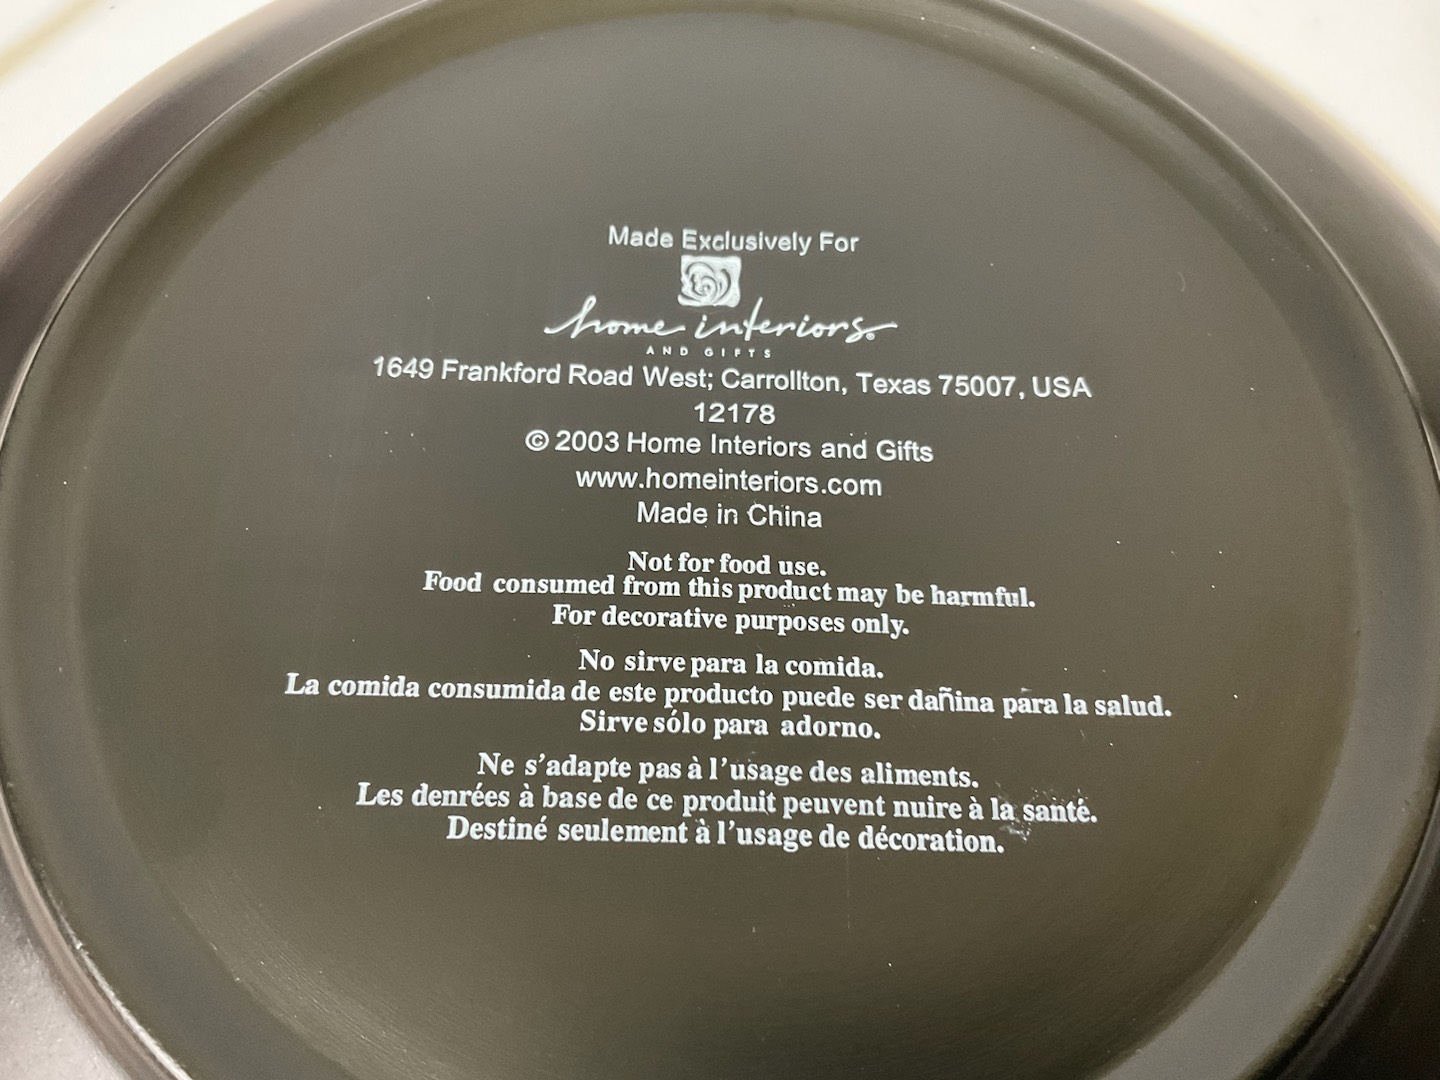 Made Exclusively For
home interiors®
AND GIFTS
1649 Frankford Road West; Carrollton, Texas 75007, USA
12178
© 2003 Home Interiors and Gifts
www.homeinteriors.com
Made in China
Not for food use.
Food consumed from this product may be harmful.
For decorative purposes only.
No sirve para la comida.
La comida consumida de este producto puede ser dañina para la salud.
Sirve sólo para adorno.
Ne s'adapte pas à l'usage des aliments.
Les denrées à base de ce produit peuvent nuire à la santé.
Destiné seulement à l'usage de décoration.